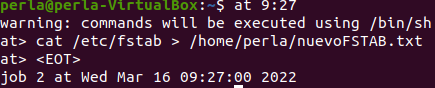 perla@perla-VirtualBox:~$ at 9:27
warning: commands will be executed using /bin/sh
at> cat /etc/fstab > /home/perla/nuevoFSTAB.txt
at> <EOT>
job 2 at Wed Mar 16 09:27:00 2022